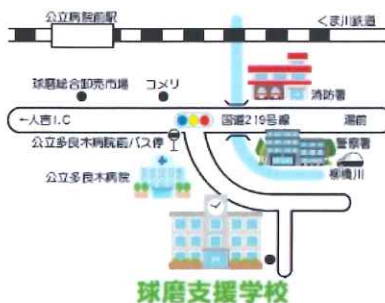 公立病院前駅
くま川鉄道
球磨総合卸売市場
コメリ
消防署
←人吉I.C
国道219号線
湯前
公立多良木病院前バス停
警察署
公立多良木病院
柳橋川
球磨支援学校